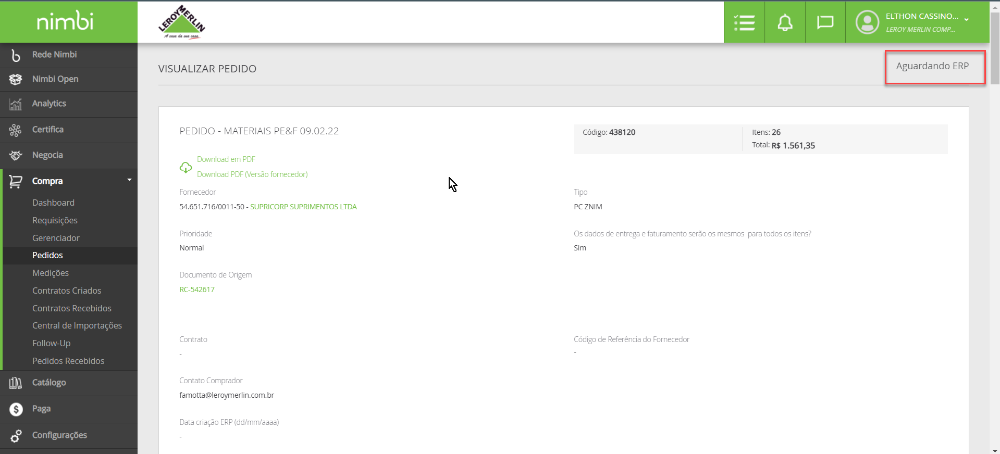 nimbi
LEROY MERLIN
A casa da sua casa
ELTHON CASSINO...
LEROY MERLIN COMP...
Rede Nimbi
Nimbi Open
Analytics
Certifica
Negocia
Compra
Dashboard
Requisições
Gerenciador
Pedidos
Medições
Contratos Criados
Contratos Recebidos
Central de Importações
Follow-Up
Pedidos Recebidos
Catálogo
Paga
Configurações
VISUALIZAR PEDIDO
Aguardando ERP
PEDIDO - MATERIAIS PE&F 09.02.22
Código: 438120
Itens: 26
Total: R$ 1.561,35
Download em PDF
Download PDF (Versão fornecedor)
Fornecedor
54.651.716/0011-50 - SUPRICORP SUPRIMENTOS LTDA
Tipo
PC ZNIM
Prioridade
Normal
Os dados de entrega e faturamento serão os mesmos para todos os itens?
Sim
Documento de Origem
RC-542617
Contrato
-
Código de Referência do Fornecedor
-
Contato Comprador
famotta@leroymerlin.com.br
Data criação ERP (dd/mm/aaaa)
-